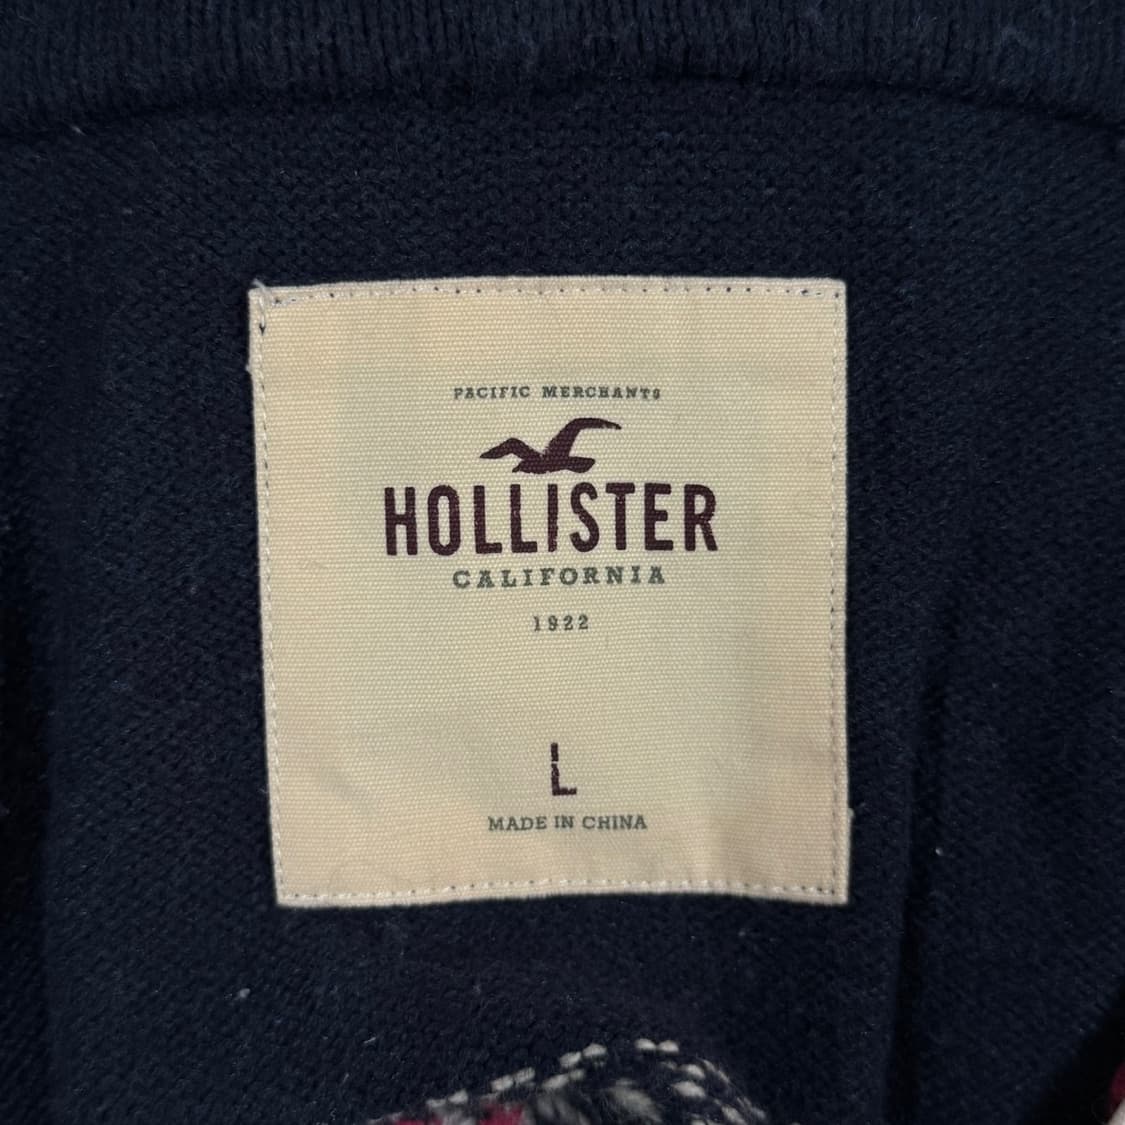 PACIFIC MERCHANTS
HOLLISTER
CALIFORNIA
1922
L
MADE IN CHINA